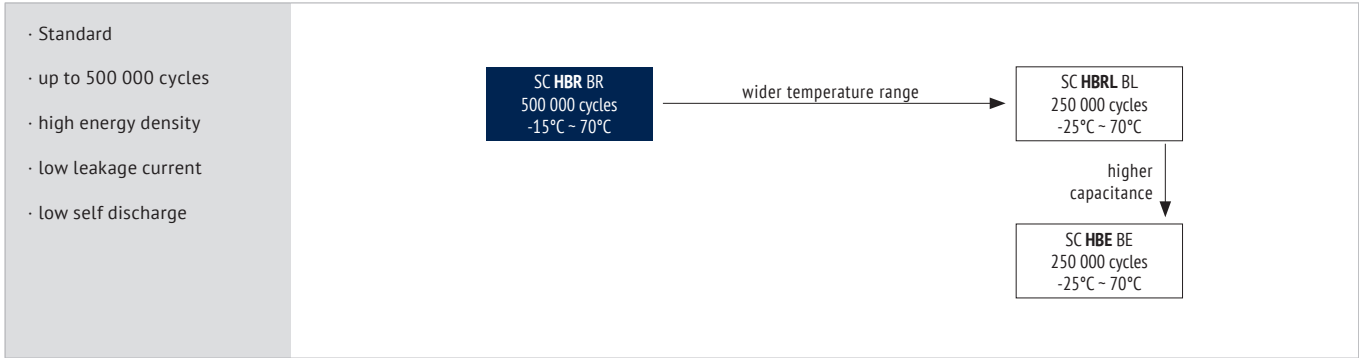 · Standard
· up to 500 000 cycles
· high energy density
· low leakage current
· low self discharge
SC HBR BR
500 000 cycles
-15°C ~ 70°C
wider temperature range
SC HBRL BL
250 000 cycles
-25°C ~ 70°C
higher
capacitance
SC HBE BE
250 000 cycles
-25°C ~ 70°C